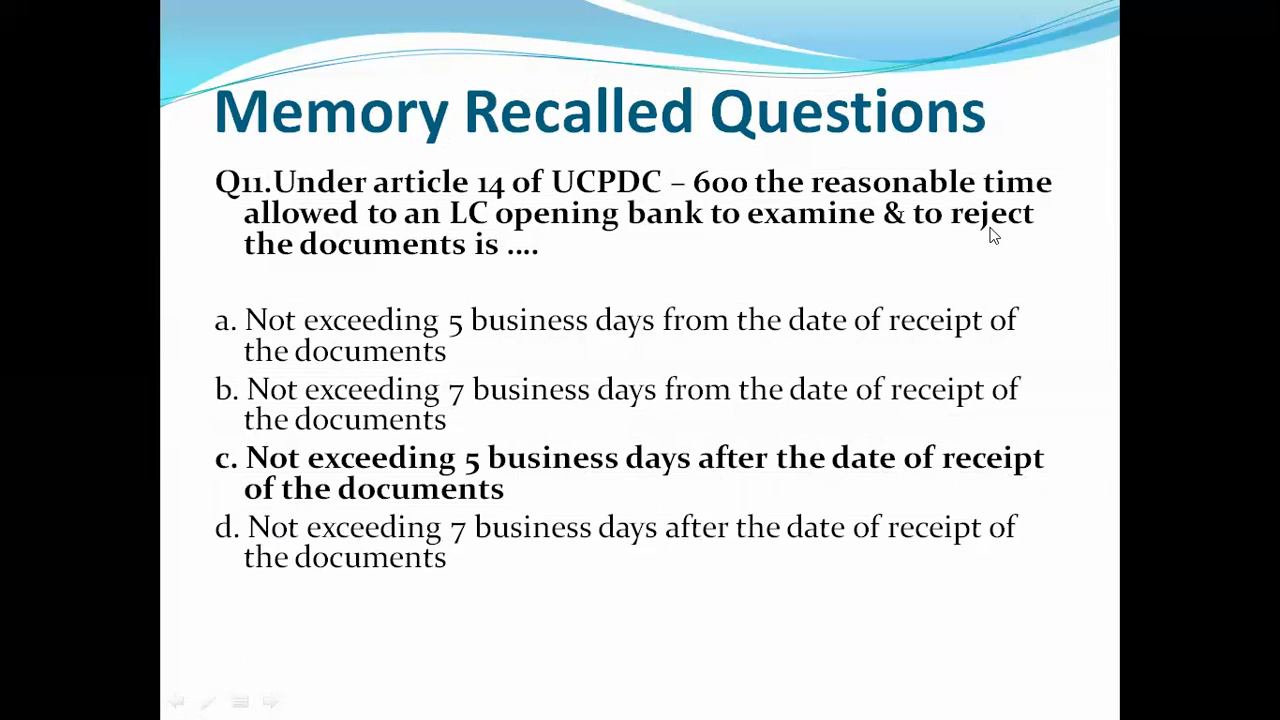 Memory Recalled Questions
Q11.Under article 14 of UCPDC – 600 the reasonable time
allowed to an LC opening bank to examine & to reject
the documents is ....
a. Not exceeding 5 business days from the date of receipt of
the documents
b. Not exceeding 7 business days from the date of receipt of
the documents
c. Not exceeding 5 business days after the date of receipt
of the documents
d. Not exceeding 7 business days after the date of receipt of
the documents